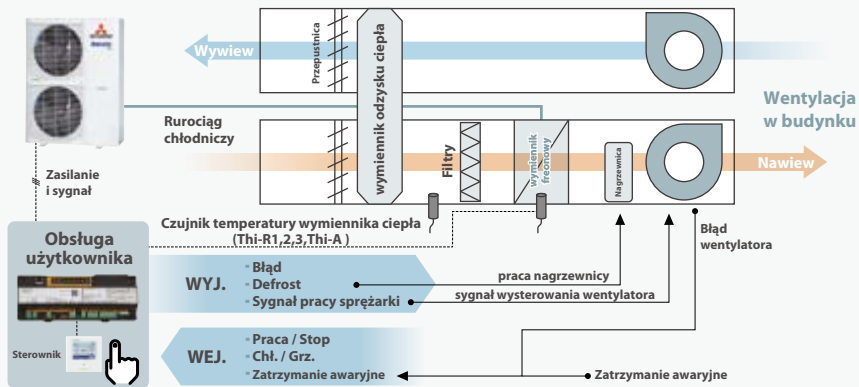 Wywiew
Przepustnica
wymiennik odzysku ciepła
Rurociąg
chłodniczy
Filtry
wymiennik
freonowy
Nagrzewnica
Wentylacja
w budynku
Nawiew
Zasilanie
i sygnał
Czujnik temperatury wymiennika ciepła
(Thi-R1,2,3,Thi-A )
Błąd
wentylatora
Obsługa
użytkownika
Sterownik
WYJ.
- Błąd
- Defrost
- Sygnał pracy sprężarki
praca nagrzewnicy
sygnał wysterowania wentylatora
WEJ.
- Praca / Stop
- Chł. / Grz.
- Zatrzymanie awaryjne
Zatrzymanie awaryjne